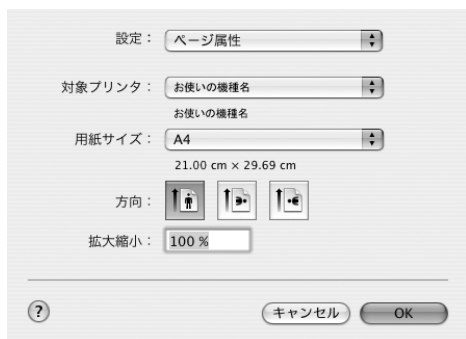 設定： ページ属性
対象プリンタ： お使いの機種名
お使いの機種名
用紙サイズ： A4
21.00 cm × 29.69 cm
方向：
拡大縮小： 100 %
? キャンセル OK